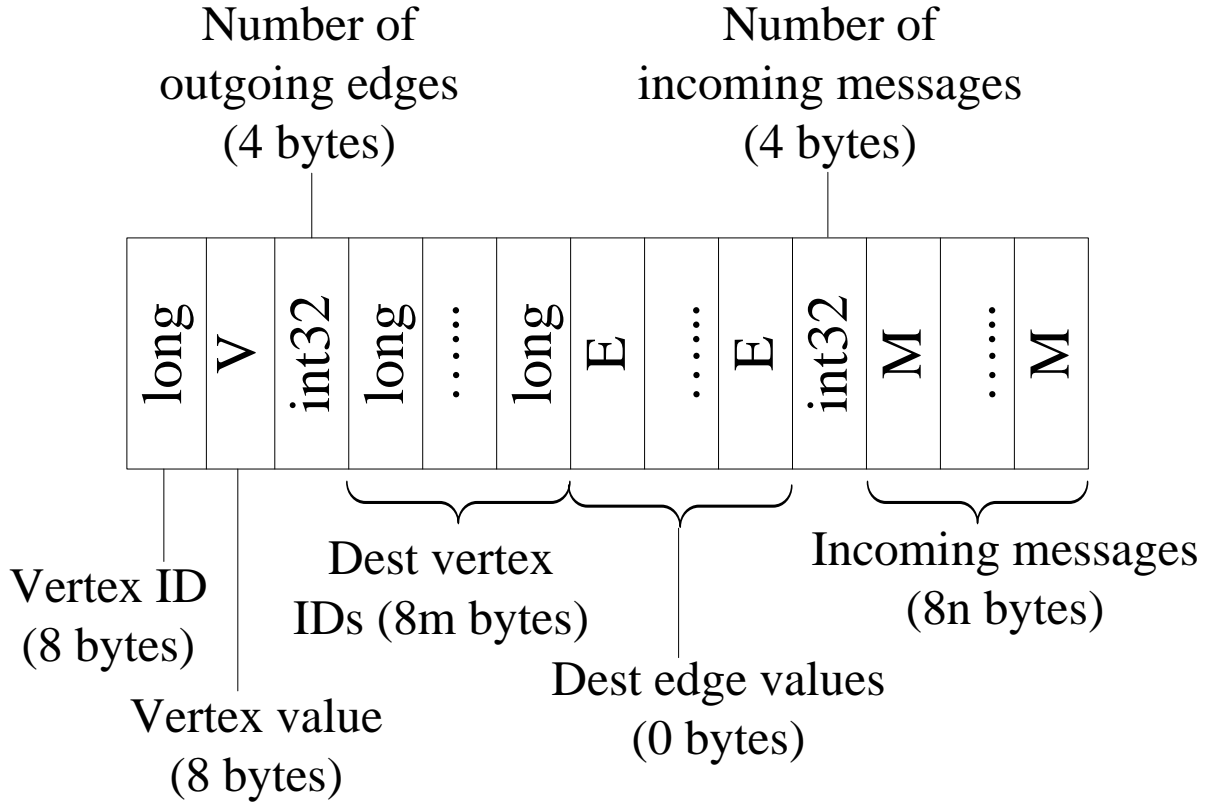 Number of
outgoing edges
(4 bytes)
Number of
incoming messages
(4 bytes)
long
V
int32
long
......
long
E
......
E
int32
M
......
M
Vertex ID
(8 bytes)
Vertex value
(8 bytes)
Dest vertex
IDs (8m bytes)
Dest edge values
(0 bytes)
Incoming messages
(8n bytes)